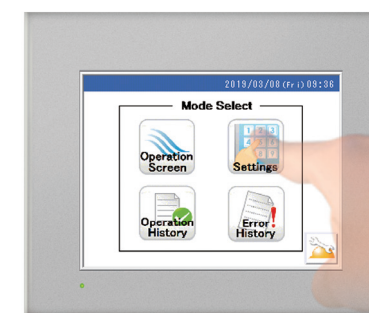 2019/03/08(Fri)09:36
Mode Select
Operation
Screen
Settings
Operation
History
Error
History